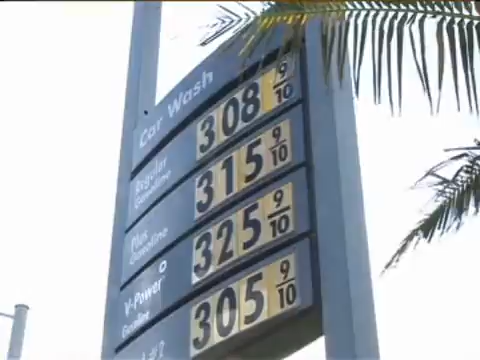 Car Wash
Regular
Gasoline
308 9/10
Plus
Gasoline
315 9/10
V-Power
Gasoline
325 9/10
#2
305 9/10